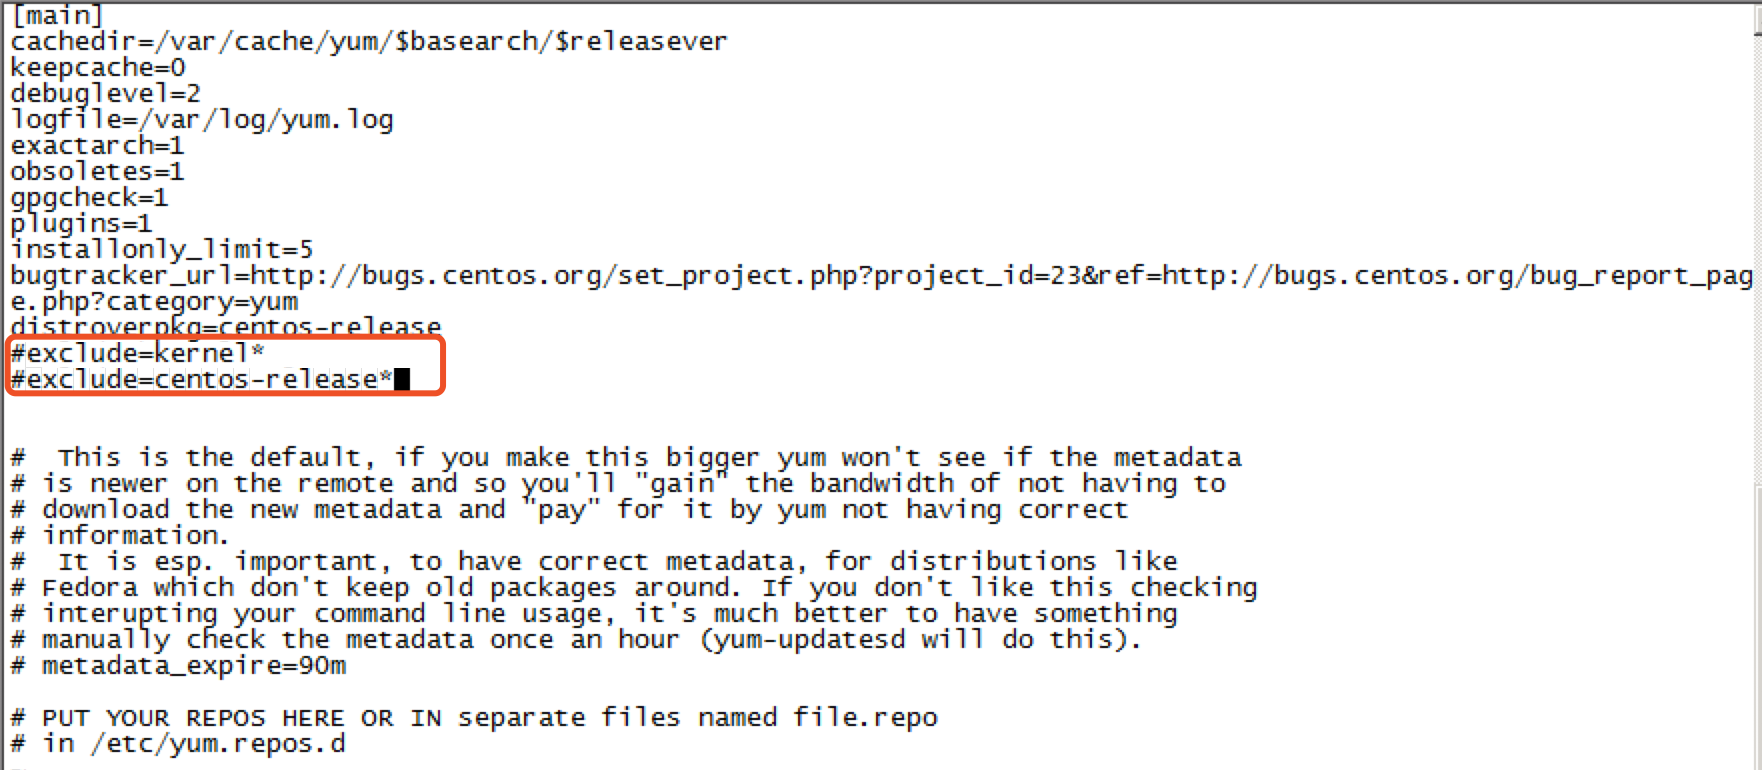 [main]
cachedir=/var/cache/yum/$basearch/$releasever
keepcache=0
debuglevel=2
logfile=/var/log/yum.log
exactarch=1
obsoletes=1
gpgcheck=1
plugins=1
installonly_limit=5
bugtracker_url=http://bugs.centos.org/set_project.php?project_id=23&ref=http://bugs.centos.org/bug_report_pag
e.php?category=yum
distroverpkg=centos-release
#exclude=kernel*
#exclude=centos-release*
#  This is the default, if you make this bigger yum won't see if the metadata
# is newer on the remote and so you'll "gain" the bandwidth of not having to
# download the new metadata and "pay" for it by yum not having correct
# information.
#  It is esp. important, to have correct metadata, for distributions like
# Fedora which don't keep old packages around. If you don't like this checking
# interupting your command line usage, it's much better to have something
# manually check the metadata once an hour (yum-updatesd will do this).
# metadata_expire=90m
# PUT YOUR REPOS HERE OR IN separate files named file.repo
# in /etc/yum.repos.d